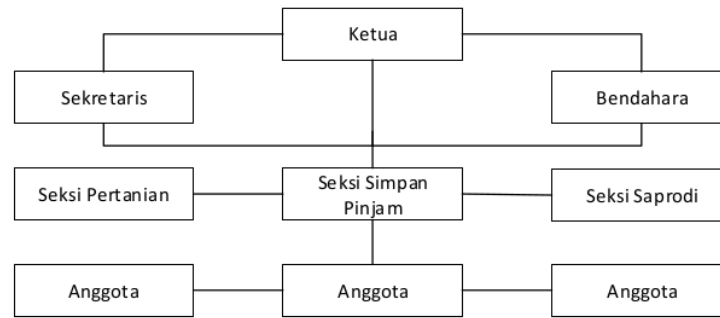 Ketua
Sekretaris
Bendahara
Seksi Pertanian
Seksi Simpan
Pinjam
Seksi Saprodi
Anggota
Anggota
Anggota